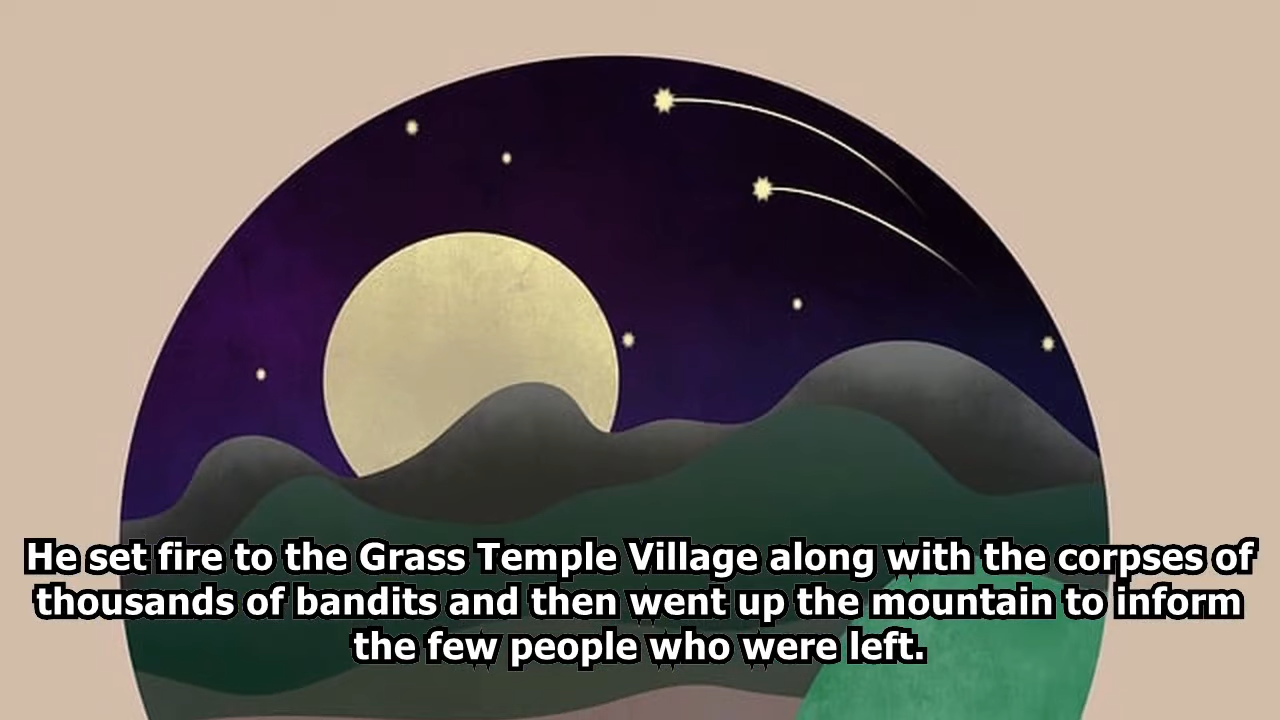 He set fire to the Grass Temple Village along with the corpses of
thousands of bandits and then went up the mountain to inform
the few people who were left.